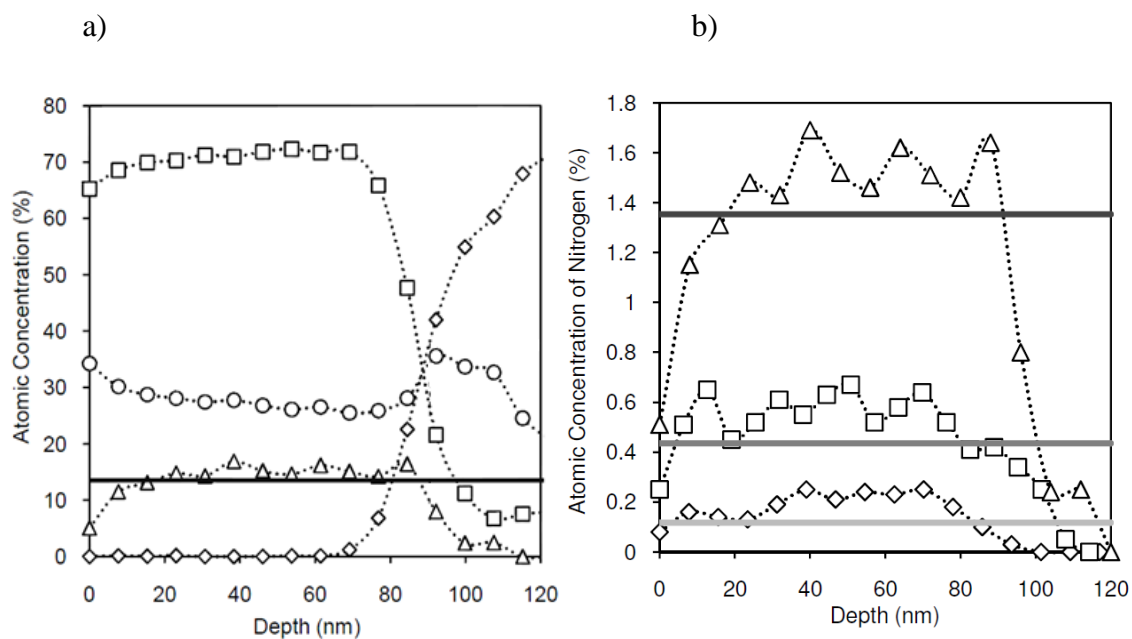 a)
80
70
60
50
40
30
20
10
0
Atomic Concentration (%)
0 20 40 60 80 100 120
Depth (nm)
b)
1.8
1.6
1.4
1.2
1
0.8
0.6
0.4
0.2
0
Atomic Concentration of Nitrogen (%)
0 20 40 60 80 100 120
Depth (nm)